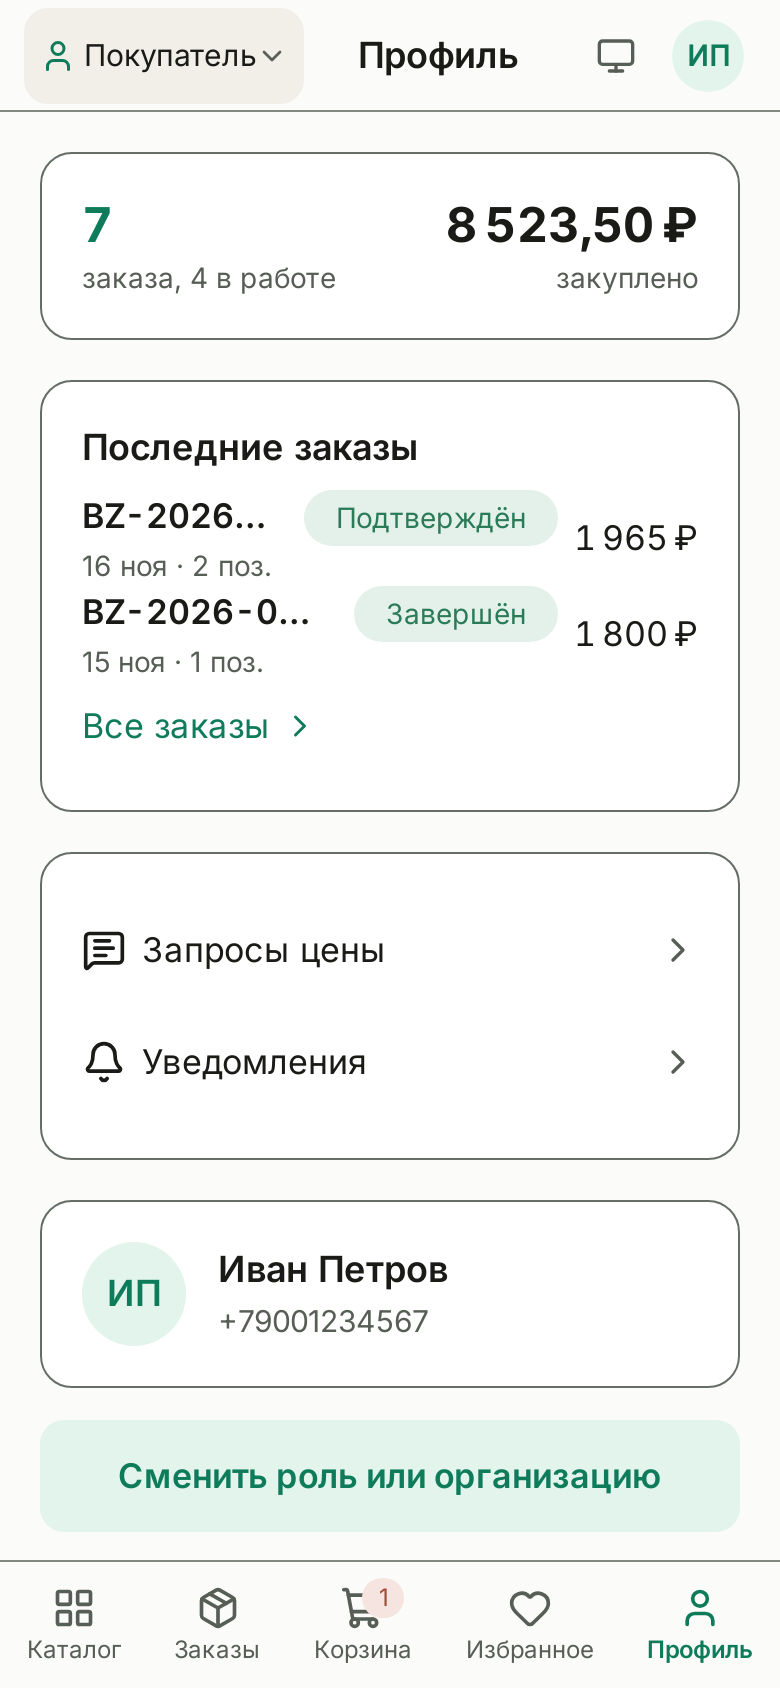 Покупатель
Профиль
ИП
7
8 523,50 ₽
заказа, 4 в работе
закуплено
Последние заказы
BZ-2026...
Подтверждён
1 965 ₽
16 ноя · 2 поз.
BZ-2026-0...
Завершён
1 800 ₽
15 ноя · 1 поз.
Все заказы
Запросы цены
Уведомления
ИП
Иван Петров
+79001234567
Сменить роль или организацию
1
Каталог
Заказы
Корзина
Избранное
Профиль